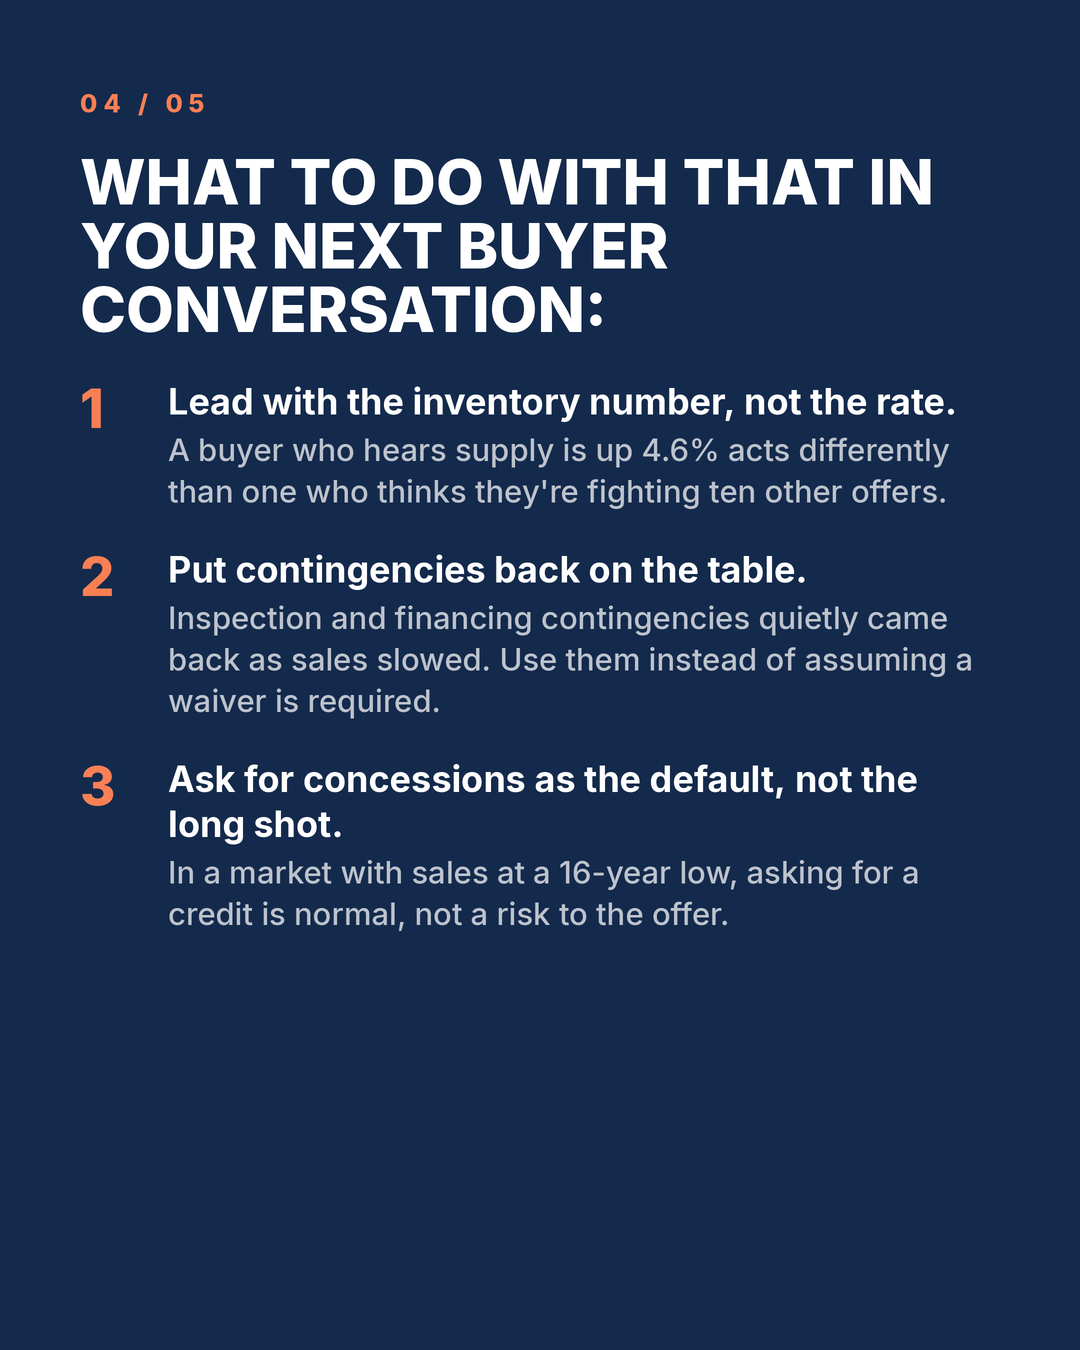 04 / 05
WHAT TO DO WITH THAT IN
YOUR NEXT BUYER
CONVERSATION:
1 Lead with the inventory number, not the rate.
A buyer who hears supply is up 4.6% acts differently
than one who thinks they're fighting ten other offers.
2 Put contingencies back on the table.
Inspection and financing contingencies quietly came
back as sales slowed. Use them instead of assuming a
waiver is required.
3 Ask for concessions as the default, not the
long shot.
In a market with sales at a 16-year low, asking for a
credit is normal, not a risk to the offer.